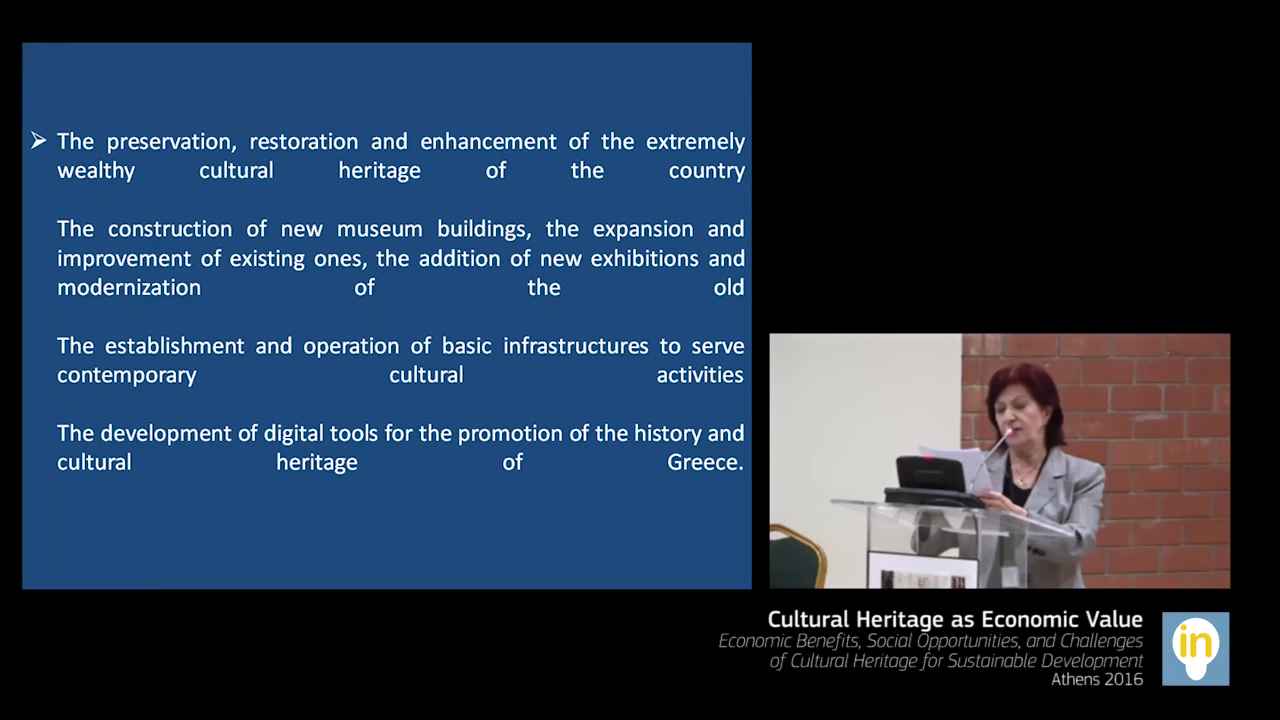 ➢ The preservation, restoration and enhancement of the extremely
wealthy cultural heritage of the country
The construction of new museum buildings, the expansion and
improvement of existing ones, the addition of new exhibitions and
modernization of the old
The establishment and operation of basic infrastructures to serve
contemporary cultural activities
The development of digital tools for the promotion of the history and
cultural heritage of Greece.
Cultural Heritage as Economic Value
Economic Benefits, Social Opportunities, and Challenges
of Cultural Heritage for Sustainable Development
Athens 2016
in